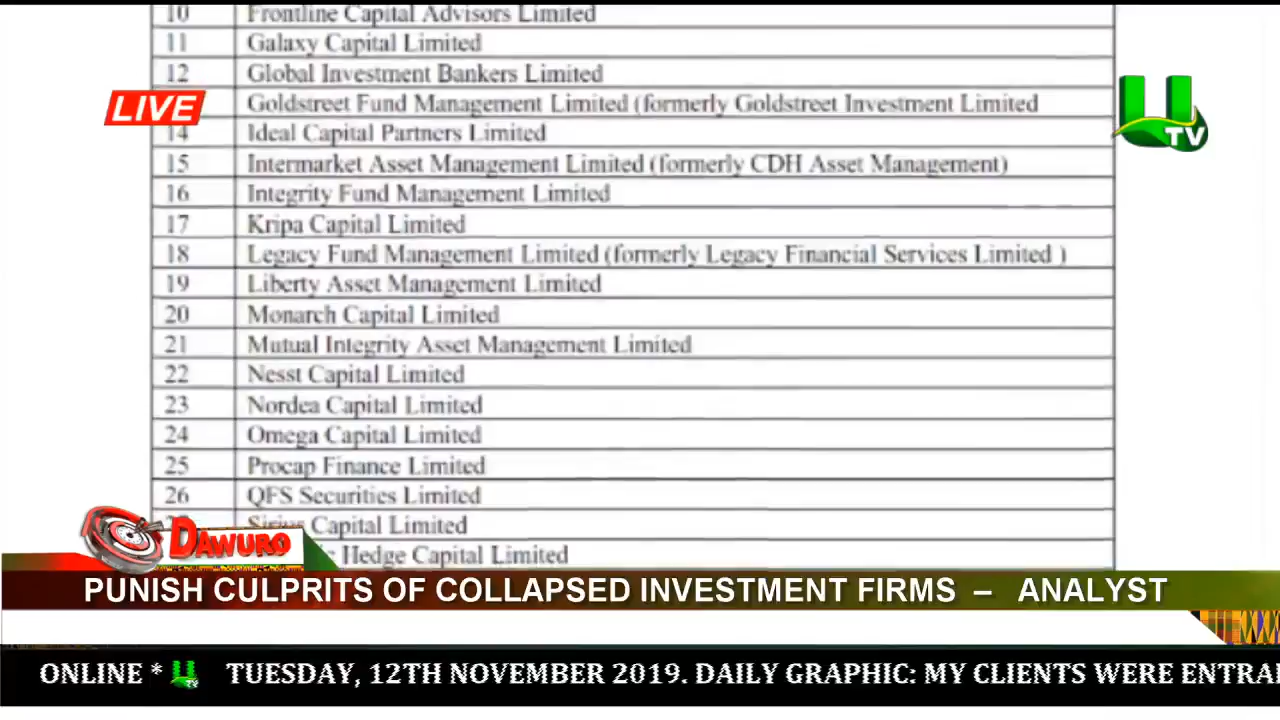 10 Frontline Capital Advisors Limited
11 Galaxy Capital Limited
12 Global Investment Bankers Limited
LIVE
Goldstreet Fund Management Limited (formerly Goldstreet Investment Limited
14 Ideal Capital Partners Limited
15 Intermarket Asset Management Limited (formerly CDH Asset Management)
16 Integrity Fund Management Limited
17 Kripa Capital Limited
18 Legacy Fund Management Limited (formerly Legacy Financial Services Limited )
19 Liberty Asset Management Limited
20 Monarch Capital Limited
21 Mutual Integrity Asset Management Limited
22 Nesst Capital Limited
23 Nordea Capital Limited
24 Omega Capital Limited
25 Procap Finance Limited
26 QFS Securities Limited
Capital Limited
Hedge Capital Limited
U TV
DAWURO
PUNISH CULPRITS OF COLLAPSED INVESTMENT FIRMS – ANALYST
ONLINE * U TV TUESDAY, 12TH NOVEMBER 2019. DAILY GRAPHIC: MY CLIENTS WERE ENTRA